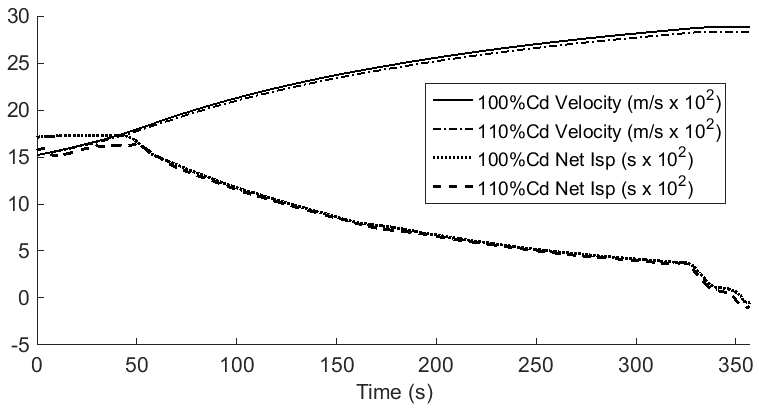 30
25
20
15
10
5
0
-5
100%Cd Velocity (m/s x 10²)
110%Cd Velocity (m/s x 10²)
100%Cd Net Isp (s x 10²)
110%Cd Net Isp (s x 10²)
0 50 100 150 200 250 300 350
Time (s)